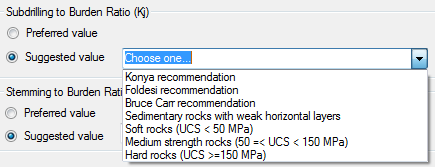 Subdrilling to Burden Ratio (Kj)
Preferred value
Suggested value
Choose one...
Konya recommendation
Foldesi recommendation
Bruce Carr recommendation
Sedimentary rocks with weak horizontal layers
Soft rocks (UCS < 50 MPa)
Medium strength rocks (50 =< UCS < 150 MPa)
Hard rocks (UCS >=150 MPa)
Stemming to Burden Ratio
Preferred value
Suggested value